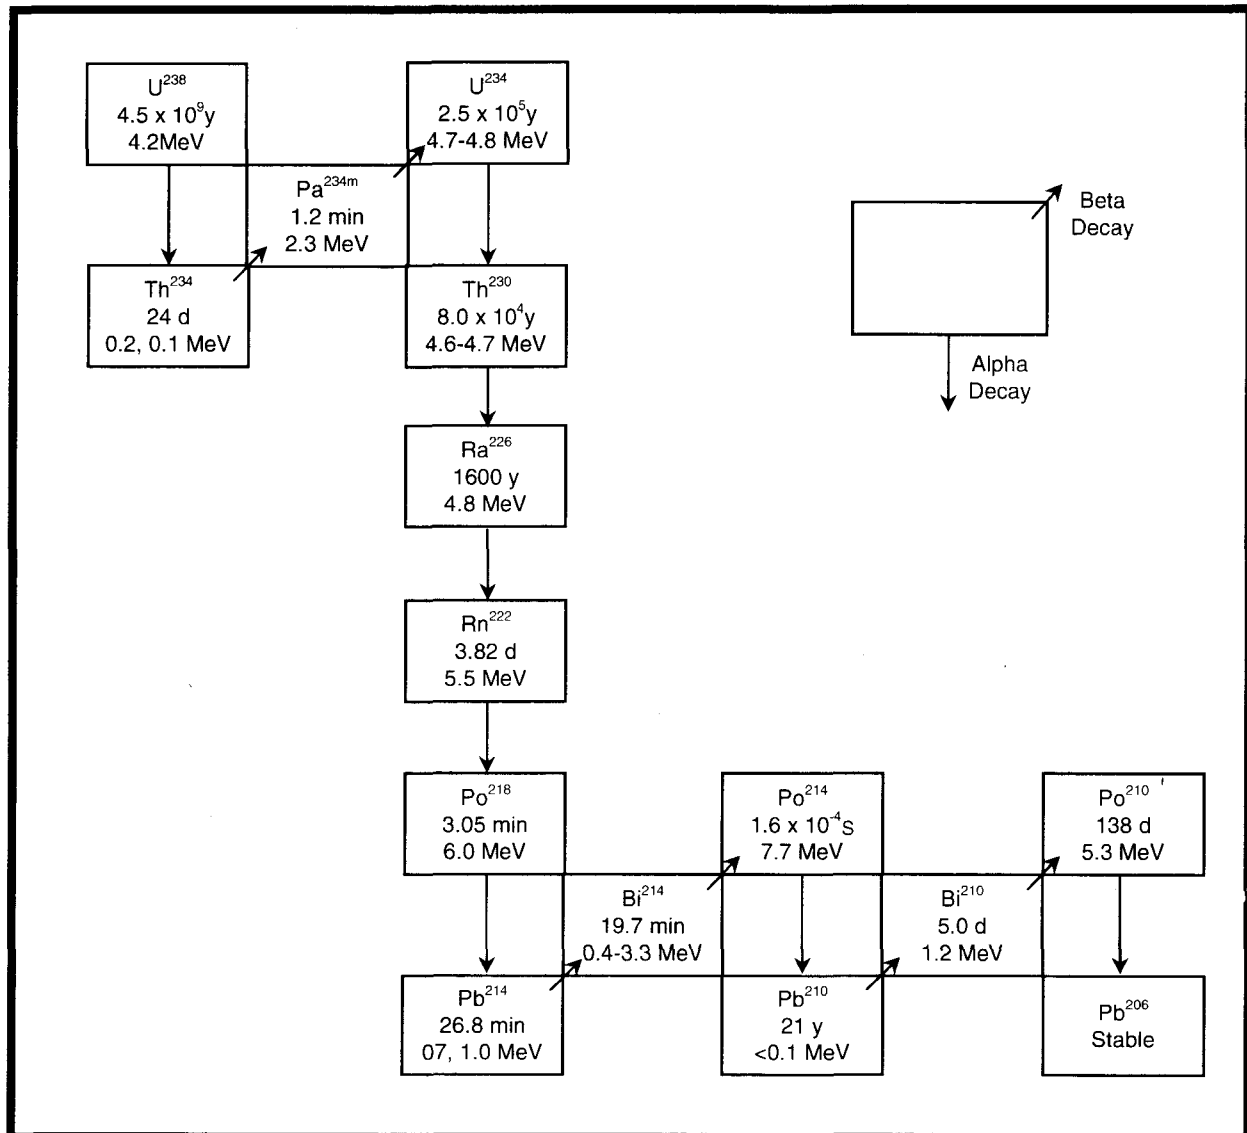 U²³⁸
4.5 x 10⁹y
4.2MeV
U²³⁴
2.5 x 10⁵y
4.7-4.8 MeV
Pa²³⁴ᵐ
1.2 min
2.3 MeV
Beta
Decay
Th²³⁴
24 d
0.2, 0.1 MeV
Th²³⁰
8.0 x 10⁴y
4.6-4.7 MeV
Alpha
Decay
Ra²²⁶
1600 y
4.8 MeV
Rn²²²
3.82 d
5.5 MeV
Po²¹⁸
3.05 min
6.0 MeV
Po²¹⁴
1.6 x 10⁻⁴S
7.7 MeV
Po²¹⁰
138 d
5.3 MeV
Bi²¹⁴
19.7 min
0.4-3.3 MeV
Bi²¹⁰
5.0 d
1.2 MeV
Pb²¹⁴
26.8 min
07, 1.0 MeV
Pb²¹⁰
21 y
<0.1 MeV
Pb²⁰⁶
Stable